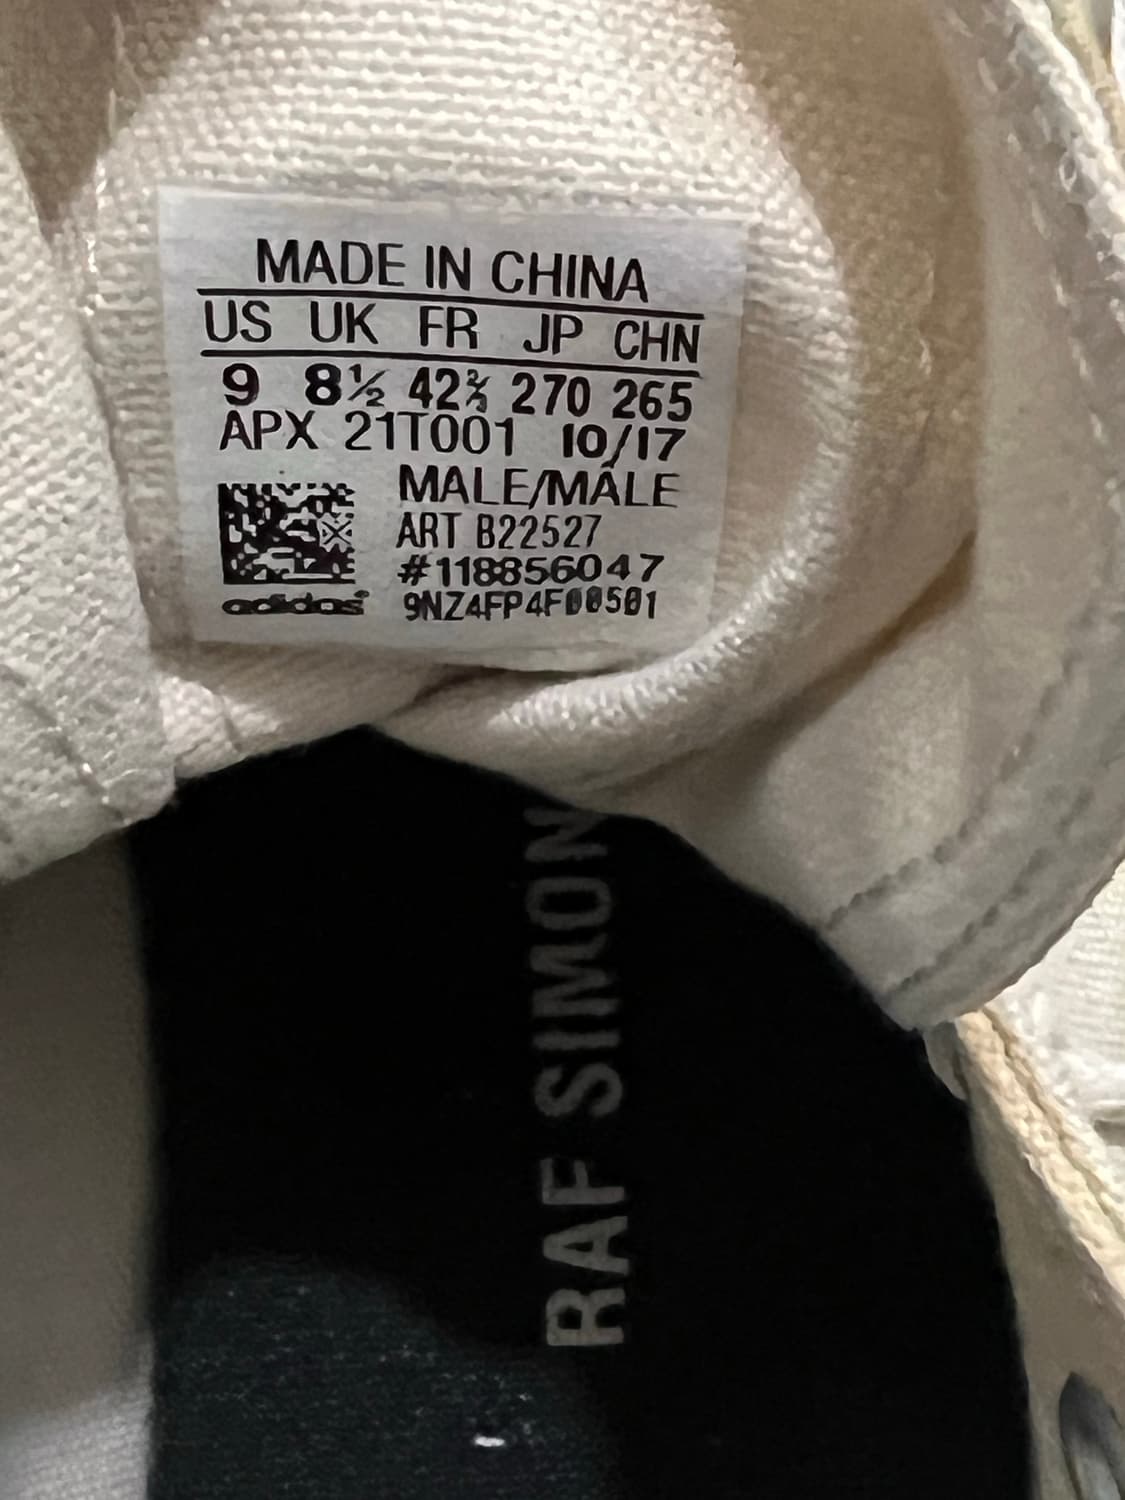 MADE IN CHINA
US UK FR JP CHN
9 8½ 42⅔ 270 265
APX 21T001 10/17
MALE/MÂLE
ART B22527
#118856047
adidas
9NZ4FP4F00501
RAF SIMON